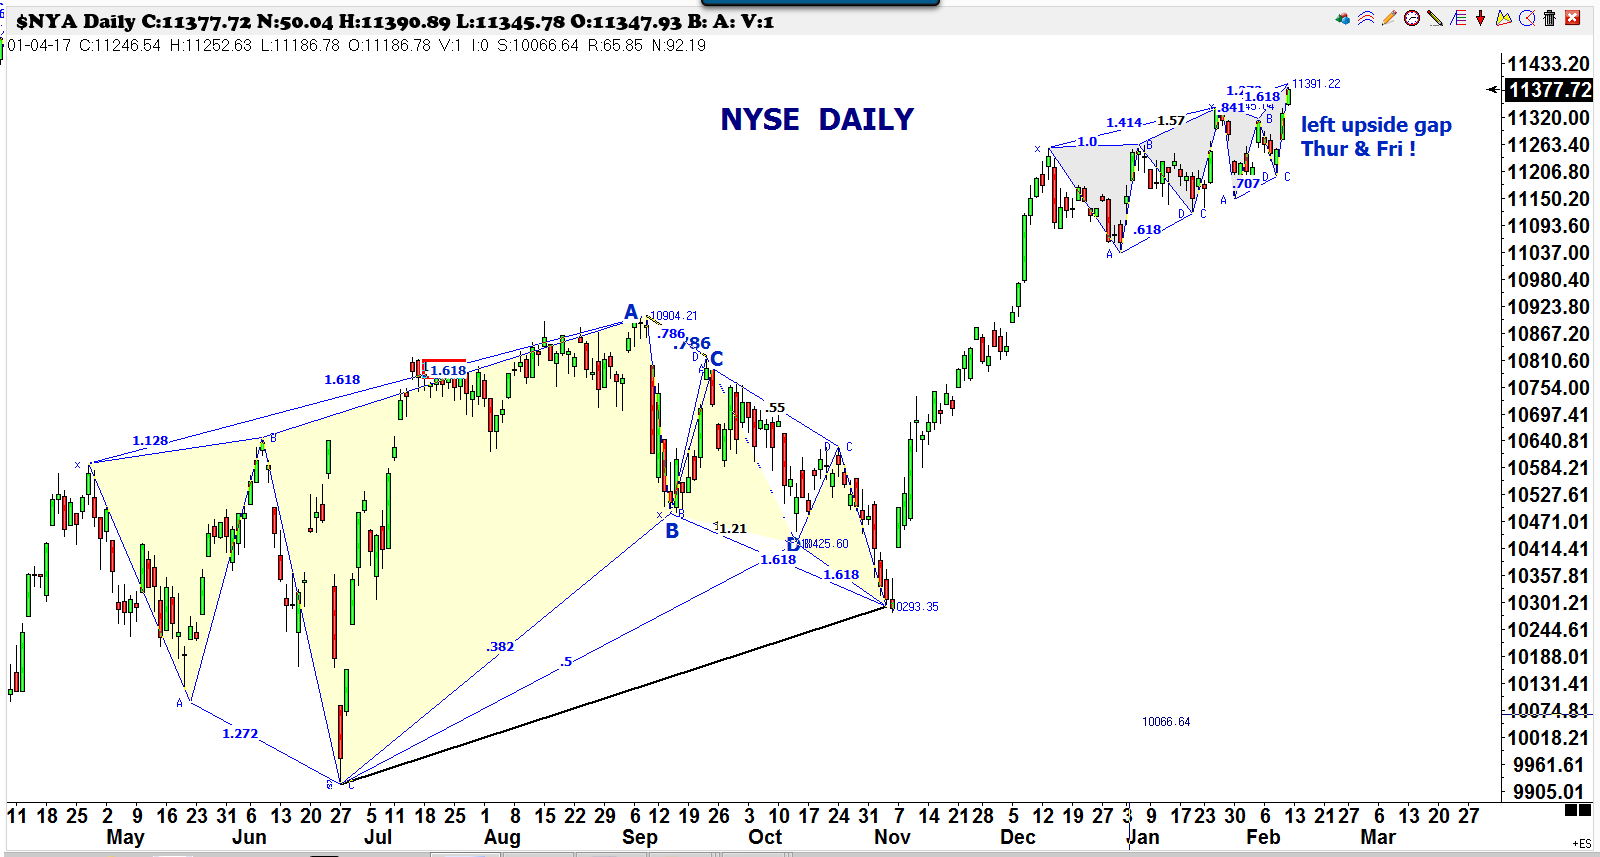 $NYA Daily C:11377.72 N:50.04 H:11390.89 L:11345.78 O:11347.93 B: A: V:1
01-04-17 C:11246.54 H:11252.63 L:11186.78 O:11186.78 V:1 I:0 S:10066.64 R:65.85 N:92.19
NYSE DAILY
left upside gap
Thur & Fri !
11391.22
1.618
.841
B
1.414
1.57
1.0
X
B
.707
D
C
A
D
C
.618
A
A
10904.21
.786
.786
D
C
A
1.618
1.618
1.128
X
B
.55
D
C
X
B
B
1.21
D
10425.60
1.618
1.618
0293.35
.382
.5
A
1.272
C
10066.64
11433.20
11377.72
11320.00
11263.40
11206.80
11150.20
11093.60
11037.00
10980.40
10923.80
10867.20
10810.60
10754.00
10697.41
10640.81
10584.21
10527.61
10471.01
10414.41
10357.81
10301.21
10244.61
10188.01
10131.41
10074.81
10018.21
9961.61
9905.01
11 18 25 2 9 16 23 31 6 13 20 27 5 11 18 25 1 8 15 22 29 6 12 19 26 3 10 17 24 31 7 14 21 28 5 12 19 27 3 9 17 23 30 6 13 21 27 6 13 20 27
May Jun Jul Aug Sep Oct Nov Dec Jan Feb Mar
+ES